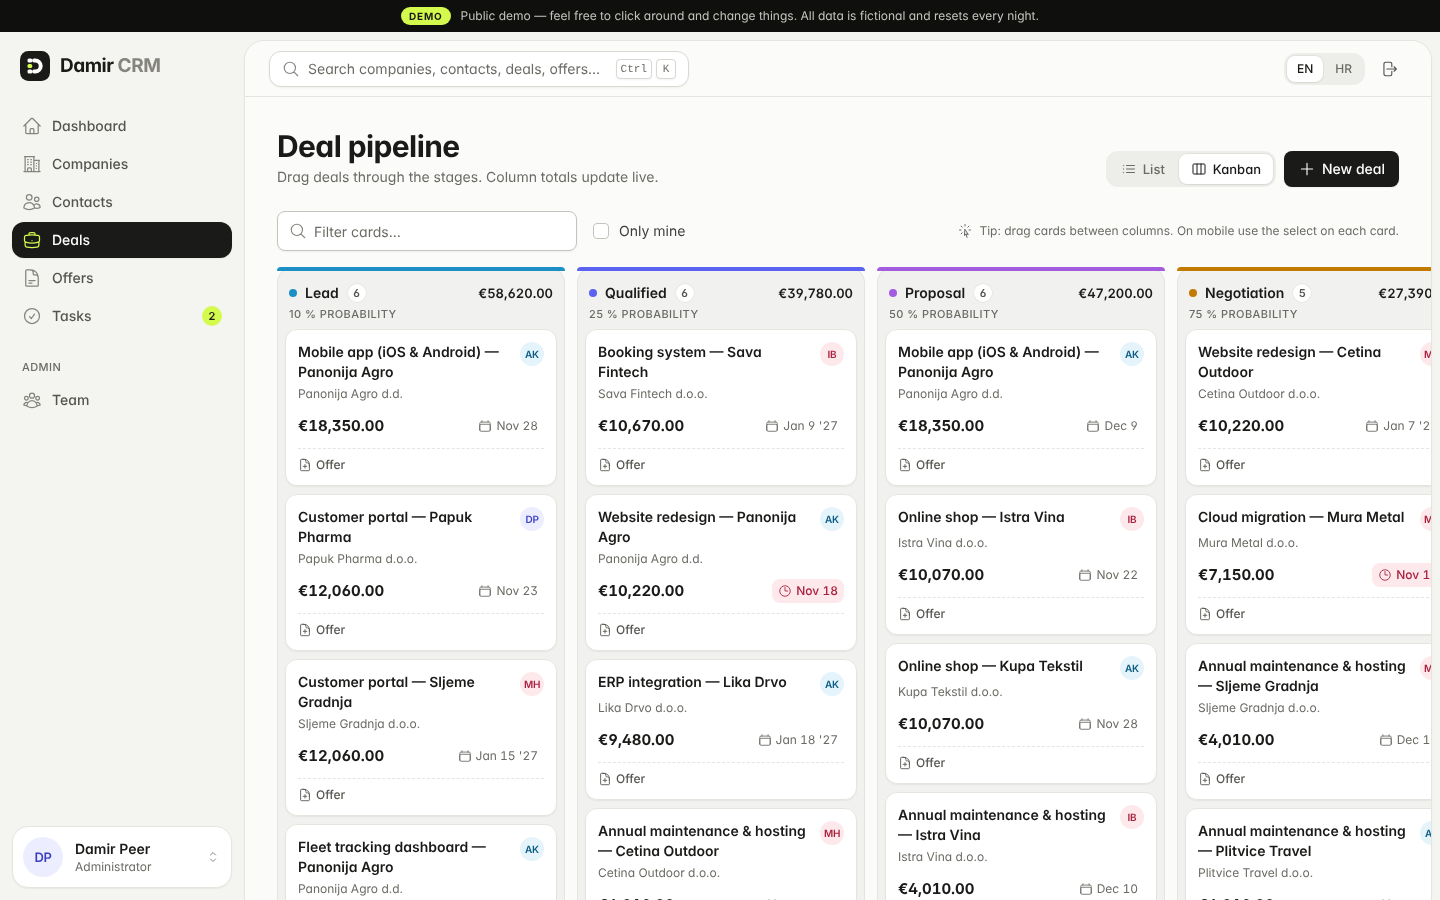 DEMO Public demo — feel free to click around and change things. All data is fictional and resets every night.
Damir CRM
Search companies, contacts, deals, offers... Ctrl K
EN HR
Dashboard
Companies
Contacts
Deals
Offers
Tasks 2
ADMIN
Team
Damir Peer
Administrator
DP
Deal pipeline
Drag deals through the stages. Column totals update live.
List Kanban New deal
Filter cards...
Only mine
Tip: drag cards between columns. On mobile use the select on each card.
Lead 6 €58,620.00
10 % PROBABILITY
Mobile app (iOS & Android) —
Panonija Agro
AK
Panonija Agro d.d.
€18,350.00 Nov 28
Offer
Customer portal — Papuk
Pharma
DP
Papuk Pharma d.o.o.
€12,060.00 Nov 23
Offer
Customer portal — Sljeme
Gradnja
MH
Sljeme Gradnja d.o.o.
€12,060.00 Jan 15 '27
Offer
Fleet tracking dashboard —
Panonija Agro
AK
Panonija Agro d.d.
Qualified 6 €39,780.00
25 % PROBABILITY
Booking system — Sava
Fintech
IB
Sava Fintech d.o.o.
€10,670.00 Jan 9 '27
Offer
Website redesign — Panonija
Agro
AK
Panonija Agro d.d.
€10,220.00 Nov 18
Offer
ERP integration — Lika Drvo
AK
Lika Drvo d.o.o.
€9,480.00 Jan 18 '27
Offer
Annual maintenance & hosting
— Cetina Outdoor
MH
Cetina Outdoor d.o.o.
Proposal 6 €47,200.00
50 % PROBABILITY
Mobile app (iOS & Android) —
Panonija Agro
AK
Panonija Agro d.d.
€18,350.00 Dec 9
Offer
Online shop — Istra Vina
IB
Istra Vina d.o.o.
€10,070.00 Nov 22
Offer
Online shop — Kupa Tekstil
AK
Kupa Tekstil d.o.o.
€10,070.00 Nov 28
Offer
Annual maintenance & hosting
— Istra Vina
IB
Istra Vina d.o.o.
€4,010.00 Dec 10
Negotiation 5 €27,390
75 % PROBABILITY
Website redesign — Cetina
Outdoor
Cetina Outdoor d.o.o.
€10,220.00 Jan 7 '2
Offer
Cloud migration — Mura Metal
Mura Metal d.o.o.
€7,150.00 Nov 1
Offer
Annual maintenance & hosting
— Sljeme Gradnja
Sljeme Gradnja d.o.o.
€4,010.00 Dec 1
Offer
Annual maintenance & hosting
— Plitvice Travel
Plitvice Travel d.o.o.